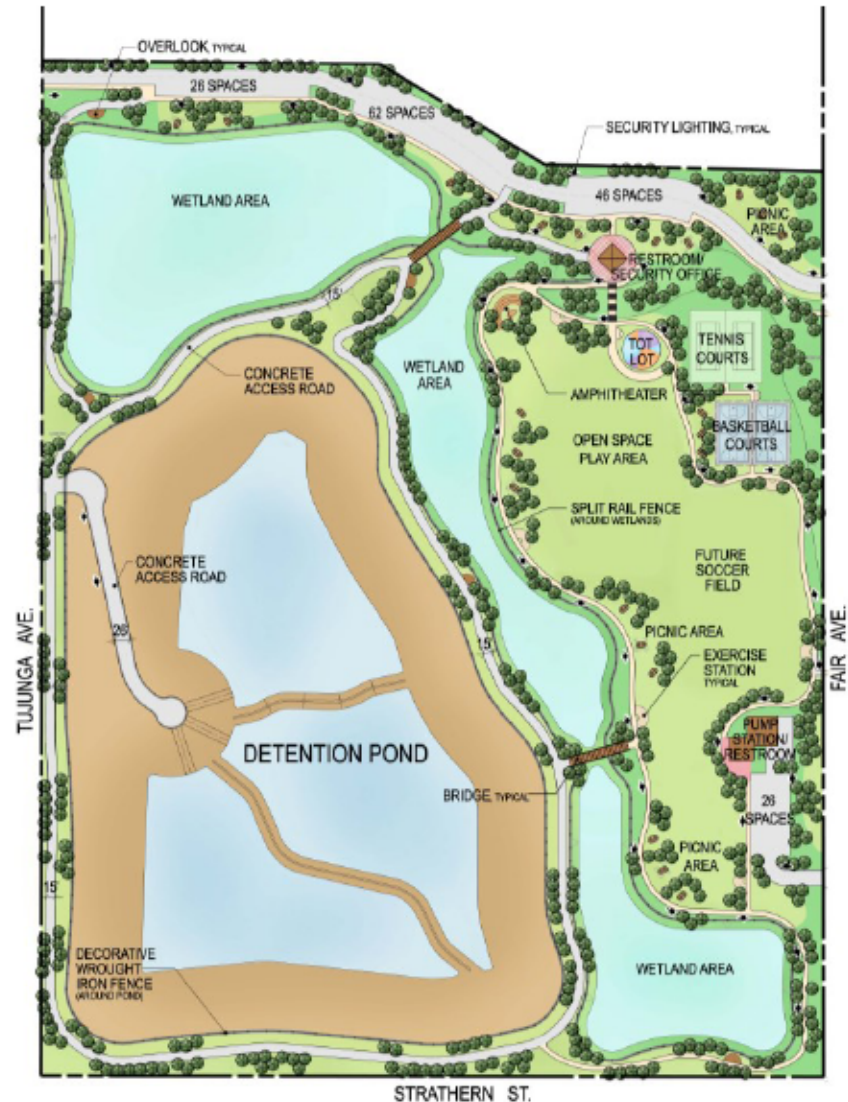 OVERLOOK, TYPICAL
26 SPACES
62 SPACES
SECURITY LIGHTING, TYPICAL
WETLAND AREA
46 SPACES
PICNIC
AREA
RESTROOM/
SECURITY OFFICE
15'
TOT
LOT
TENNIS
COURTS
WETLAND
AREA
CONCRETE
ACCESS ROAD
AMPHITHEATER
BASKETBALL
COURTS
OPEN SPACE
PLAY AREA
SPLIT RAIL FENCE
(AROUND WETLANDS)
CONCRETE
ACCESS ROAD
FUTURE
SOCCER
FIELD
26'
15'
PICNIC AREA
EXERCISE
STATION
TYPICAL
TUJUNGA AVE.
FAIR AVE.
PUMP
STATION/
RESTROOM
DETENTION POND
BRIDGE, TYPICAL
26
SPACES
PICNIC
AREA
15'
DECORATIVE
WROUGHT
IRON FENCE
(AROUND POND)
WETLAND AREA
STRATHERN ST.